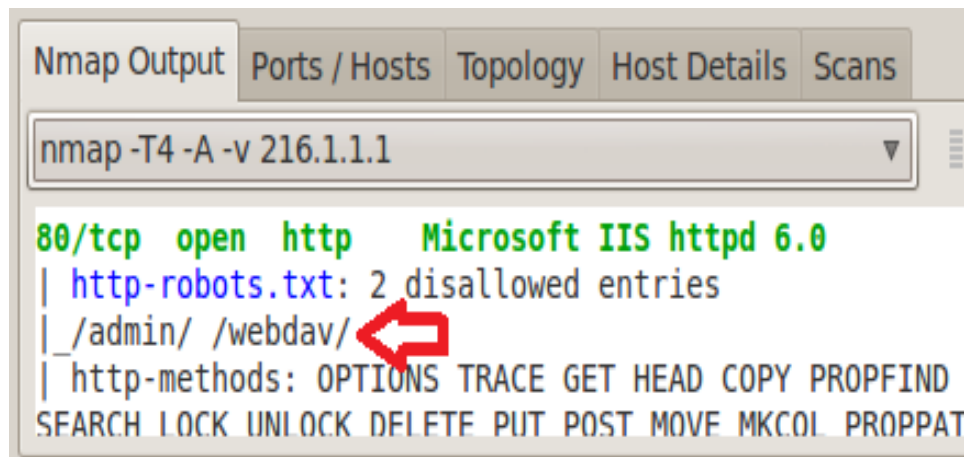 Nmap Output Ports / Hosts Topology Host Details Scans
nmap -T4 -A -v 216.1.1.1
80/tcp open http Microsoft IIS httpd 6.0
| http-robots.txt: 2 disallowed entries
|_/admin/ /webdav/
| http-methods: OPTIONS TRACE GET HEAD COPY PROPFIND
SEARCH LOCK UNLOCK DELETE PUT POST MOVE MKCOL PROPPAT